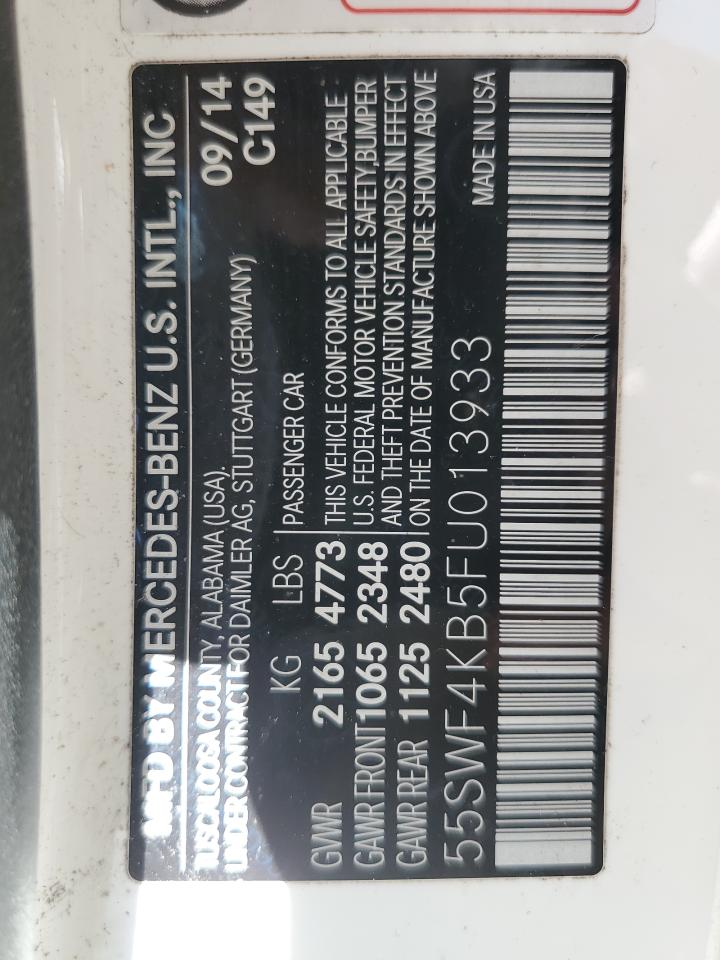 MFD BY MERCEDES-BENZ U.S. INTL., INC
TUSCALOOSA COUNTY, ALABAMA (USA), 09/14
UNDER CONTRACT FOR DAIMLER AG, STUTTGART (GERMANY) C149
KG LBS PASSENGER CAR
GVWR 2165 4773 THIS VEHICLE CONFORMS TO ALL APPLICABLE
GAWR FRONT 1065 2348 U.S. FEDERAL MOTOR VEHICLE SAFETY,BUMPER
GAWR REAR 1125 2480 AND THEFT PREVENTION STANDARDS IN EFFECT
ON THE DATE OF MANUFACTURE SHOWN ABOVE
55SWF4KB5FU013933 MADE IN USA